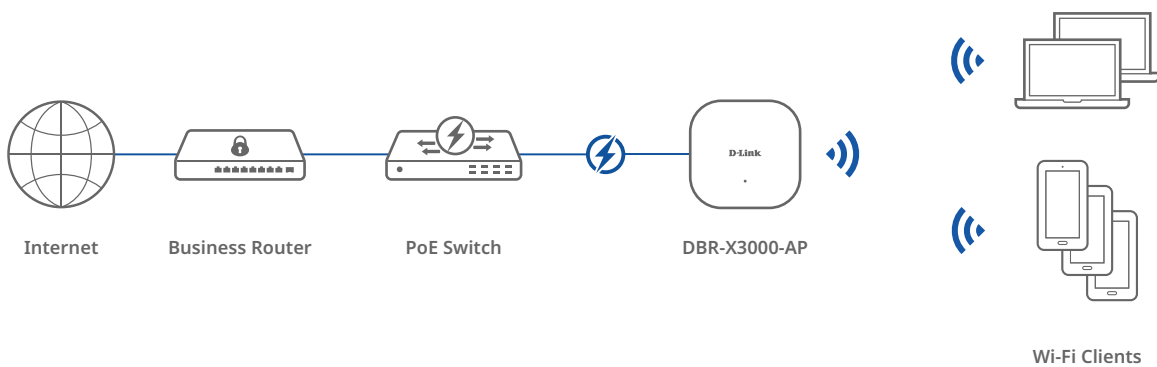 D-Link
Internet
Business Router
PoE Switch
DBR-X3000-AP
Wi-Fi Clients